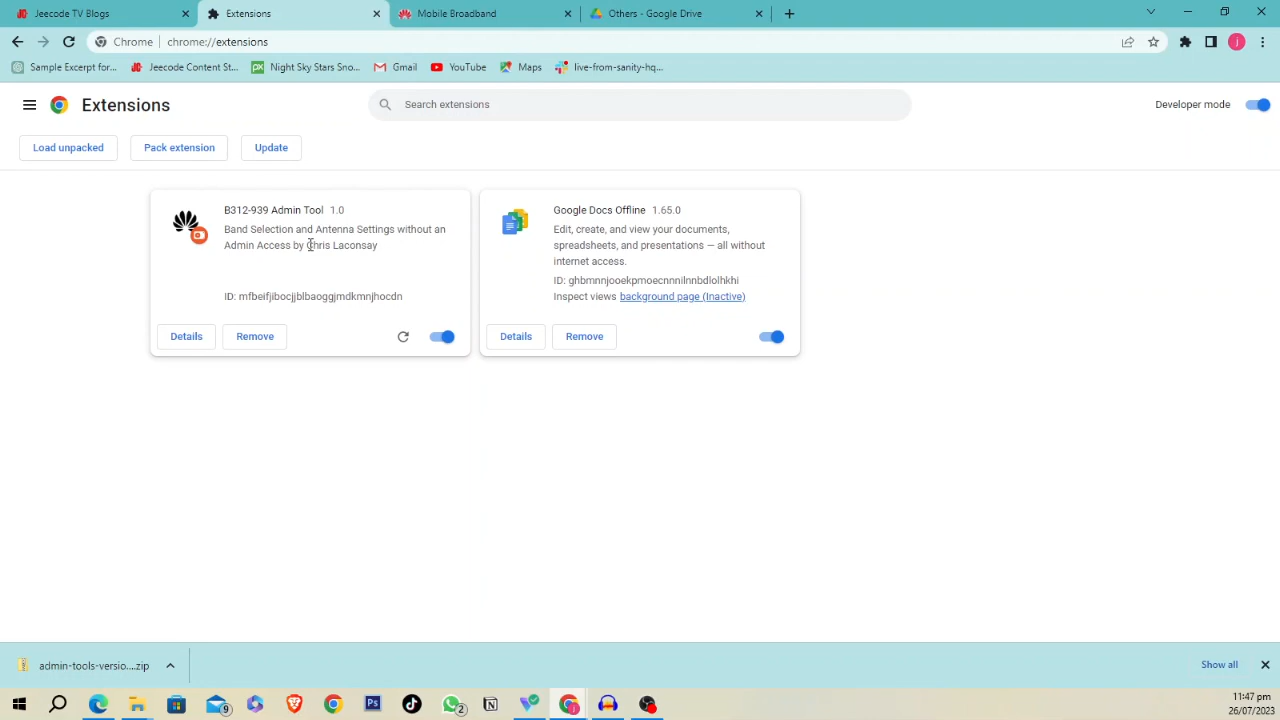 Jeecode TV Blogs
Extensions
Mobile Broadband
Others - Google Drive
Chrome
chrome://extensions
Sample Excerpt for...
Jeecode Content St...
Night Sky Stars Sno...
Gmail
YouTube
Maps
live-from-sanity-hq...
Extensions
Search extensions
Developer mode
Load unpacked
Pack extension
Update
B312-939 Admin Tool 1.0
Band Selection and Antenna Settings without an
Admin Access by Chris Laconsay
ID: mfbeifjibocjjblbaoggjmdkmnjhocdn
Details
Remove
Google Docs Offline 1.65.0
Edit, create, and view your documents,
spreadsheets, and presentations — all without
internet access.
ID: ghbmnnjooekpmoecnnnilnnbdlolhkhi
Inspect views background page (Inactive)
Details
Remove
admin-tools-versio....zip
Show all
11:47 pm
26/07/2023